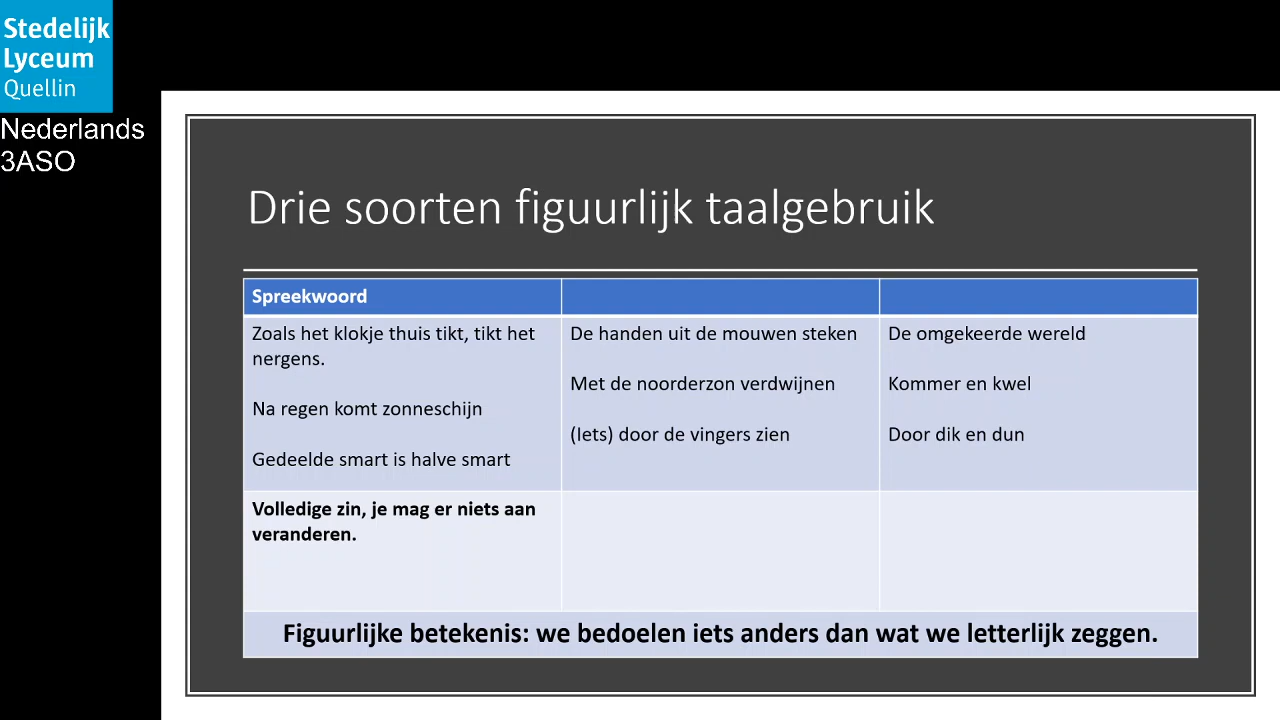 Stedelijk
Lyceum
Quellin
Nederlands
3ASO
Drie soorten figuurlijk taalgebruik
Spreekwoord
Zoals het klokje thuis tikt, tikt het
nergens.
Na regen komt zonneschijn
Gedeelde smart is halve smart
De handen uit de mouwen steken
Met de noorderzon verdwijnen
(Iets) door de vingers zien
De omgekeerde wereld
Kommer en kwel
Door dik en dun
Volledige zin, je mag er niets aan
veranderen.
Figuurlijke betekenis: we bedoelen iets anders dan wat we letterlijk zeggen.